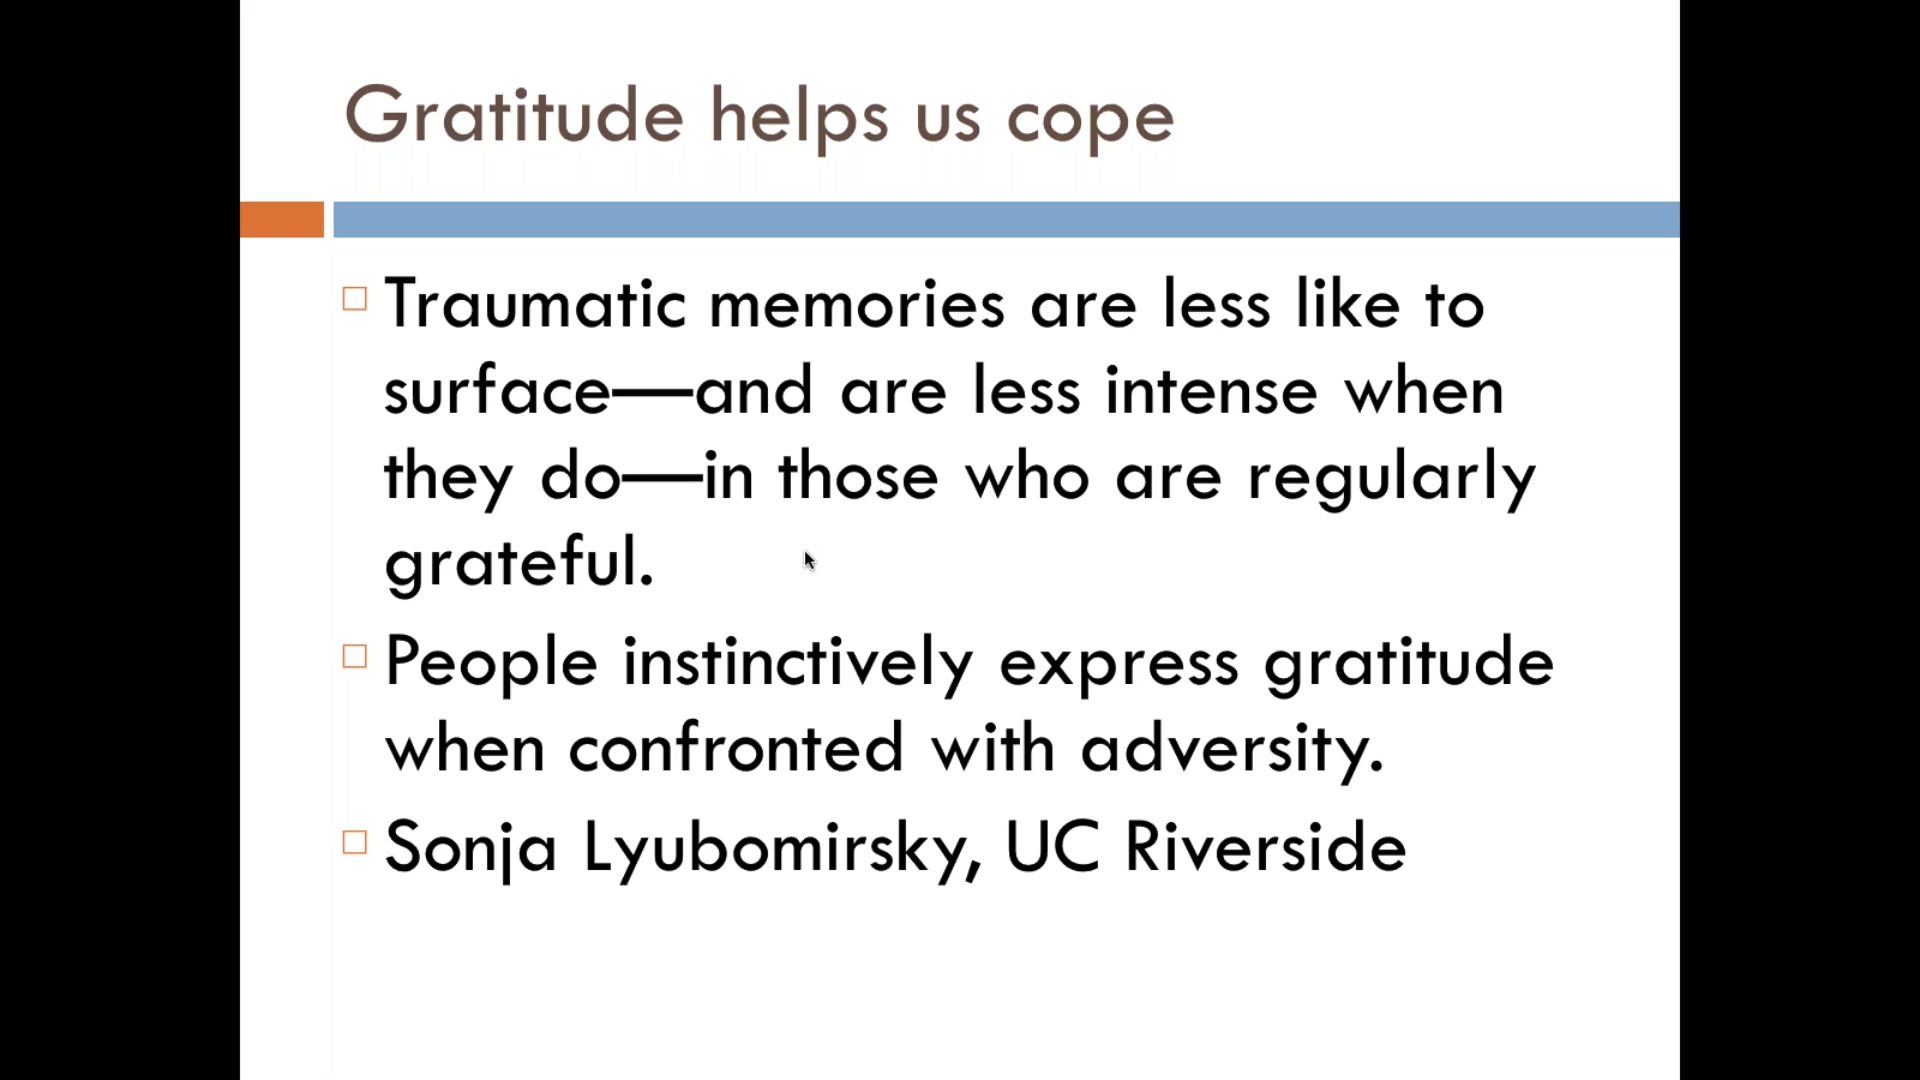 Gratitude helps us cope
Traumatic memories are less like to
surface—and are less intense when
they do—in those who are regularly
grateful.
People instinctively express gratitude
when confronted with adversity.
Sonja Lyubomirsky, UC Riverside